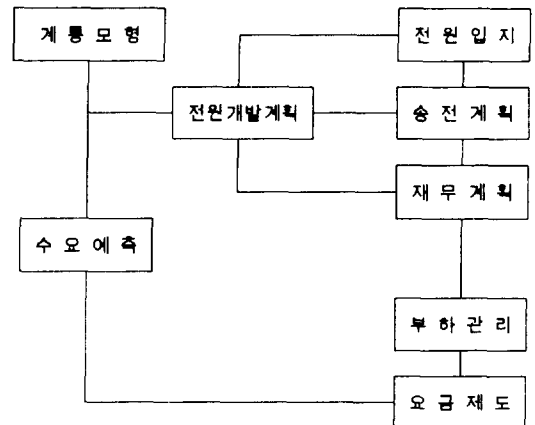 계 통 모 형
전 원 입 지
전원개발계획
송 전 계 획
재 무 계 획
수 요 예 측
부 하 관 리
요 금 제 도